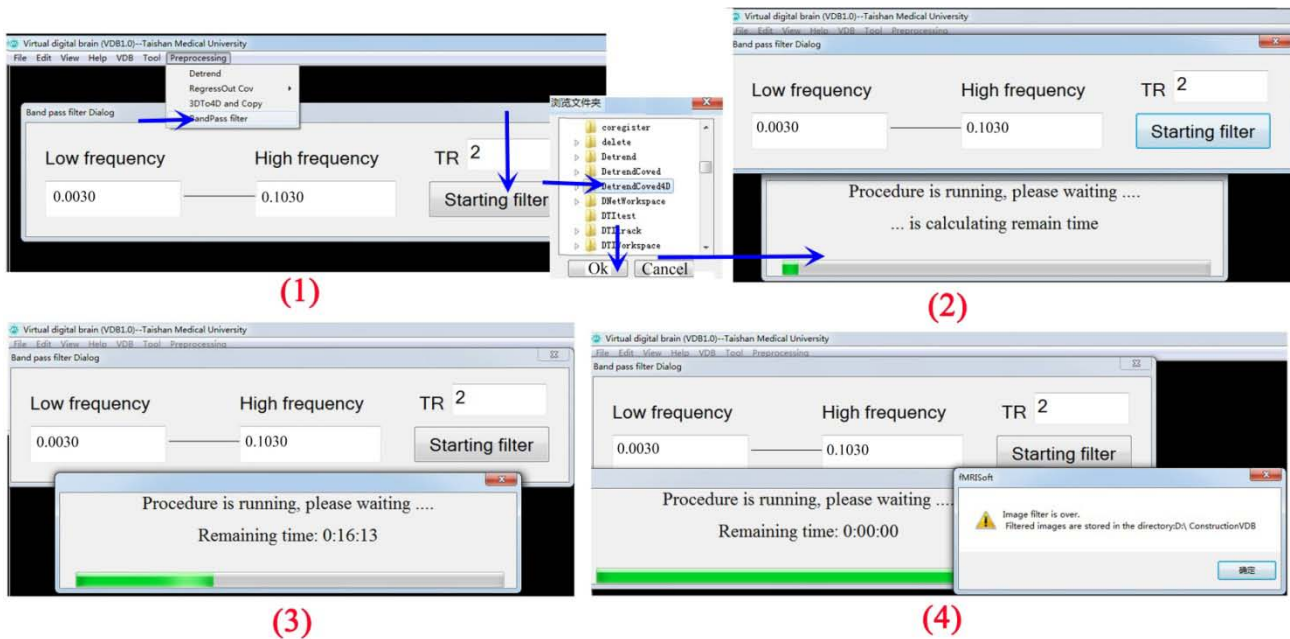 Virtual digital brain (VDB1.0)--Taishan Medical University
File Edit View Help VDB Tool Preprocessing
Detrend
RegressOut Cov
3DTo4D and Copy
BandPass filter
Band pass filter Dialog
Low frequency High frequency TR 2
0.0030 0.1030 Starting filter
浏览文件夹
coregister
delete
Detrend
DetrendCoved
DetrendCoved4D
DNetWorkspace
DTItest
DTITrack
DTIWorkspace
Ok Cancel
(1)
Virtual digital brain (VDB1.0)--Taishan Medical University
File Edit View Help VDB Tool Preprocessing
Band pass filter Dialog
Low frequency High frequency TR 2
0.0030 0.1030 Starting filter
Procedure is running, please waiting ....
... is calculating remain time
(2)
Virtual digital brain (VDB1.0)--Taishan Medical University
File Edit View Help VDB Tool Preprocessing
Band pass filter Dialog
Low frequency High frequency TR 2
0.0030 0.1030 Starting filter
Procedure is running, please waiting ....
Remaining time: 0:16:13
(3)
Virtual digital brain (VDB1.0)--Taishan Medical University
File Edit View Help VDB Tool Preprocessing
Band pass filter Dialog
Low frequency High frequency TR 2
0.0030 0.1030 Starting filter
Procedure is running, please waiting ....
Remaining time: 0:00:00
fMRISoft
Image filter is over.
Filtered images are stored in the directory:D:\ ConstructionVDB
确定
(4)